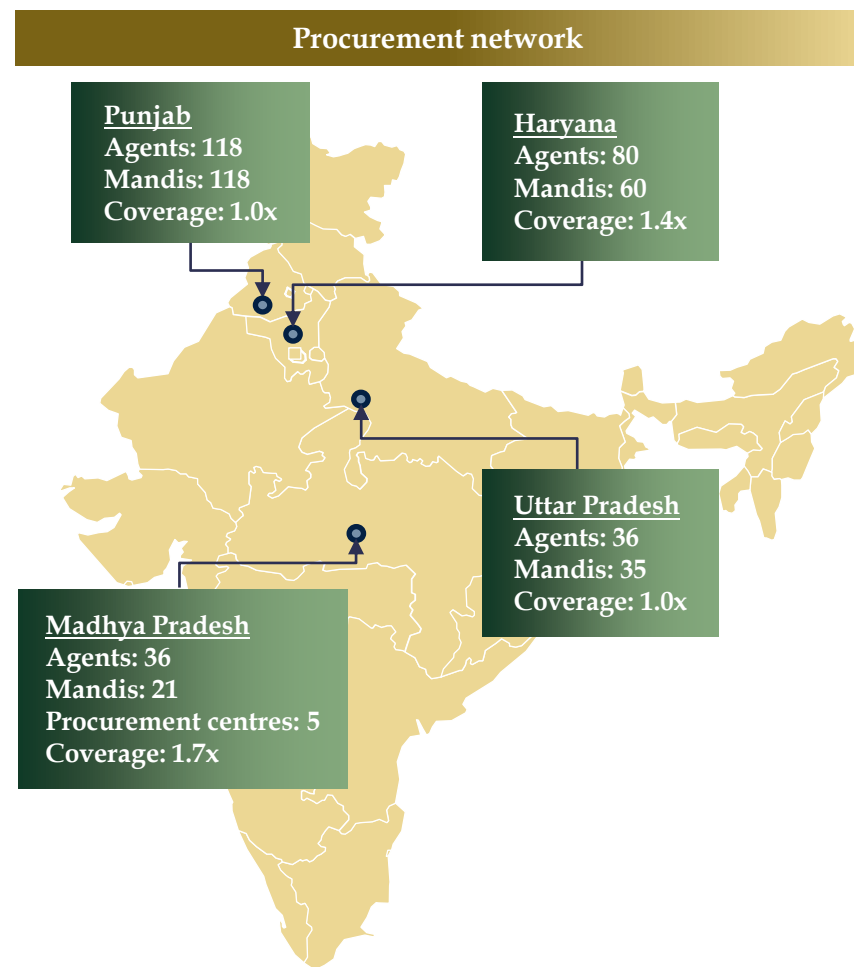 Procurement network
Punjab
Agents: 118
Mandis: 118
Coverage: 1.0x
Haryana
Agents: 80
Mandis: 60
Coverage: 1.4x
Uttar Pradesh
Agents: 36
Mandis: 35
Coverage: 1.0x
Madhya Pradesh
Agents: 36
Mandis: 21
Procurement centres: 5
Coverage: 1.7x